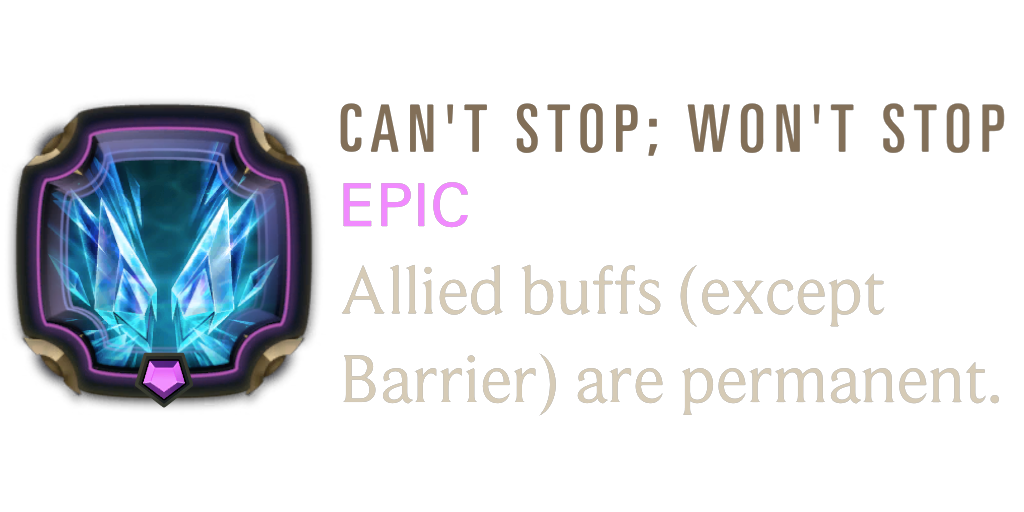 CAN'T STOP; WON'T STOP
EPIC
Allied buffs (except
Barrier) are permanent.